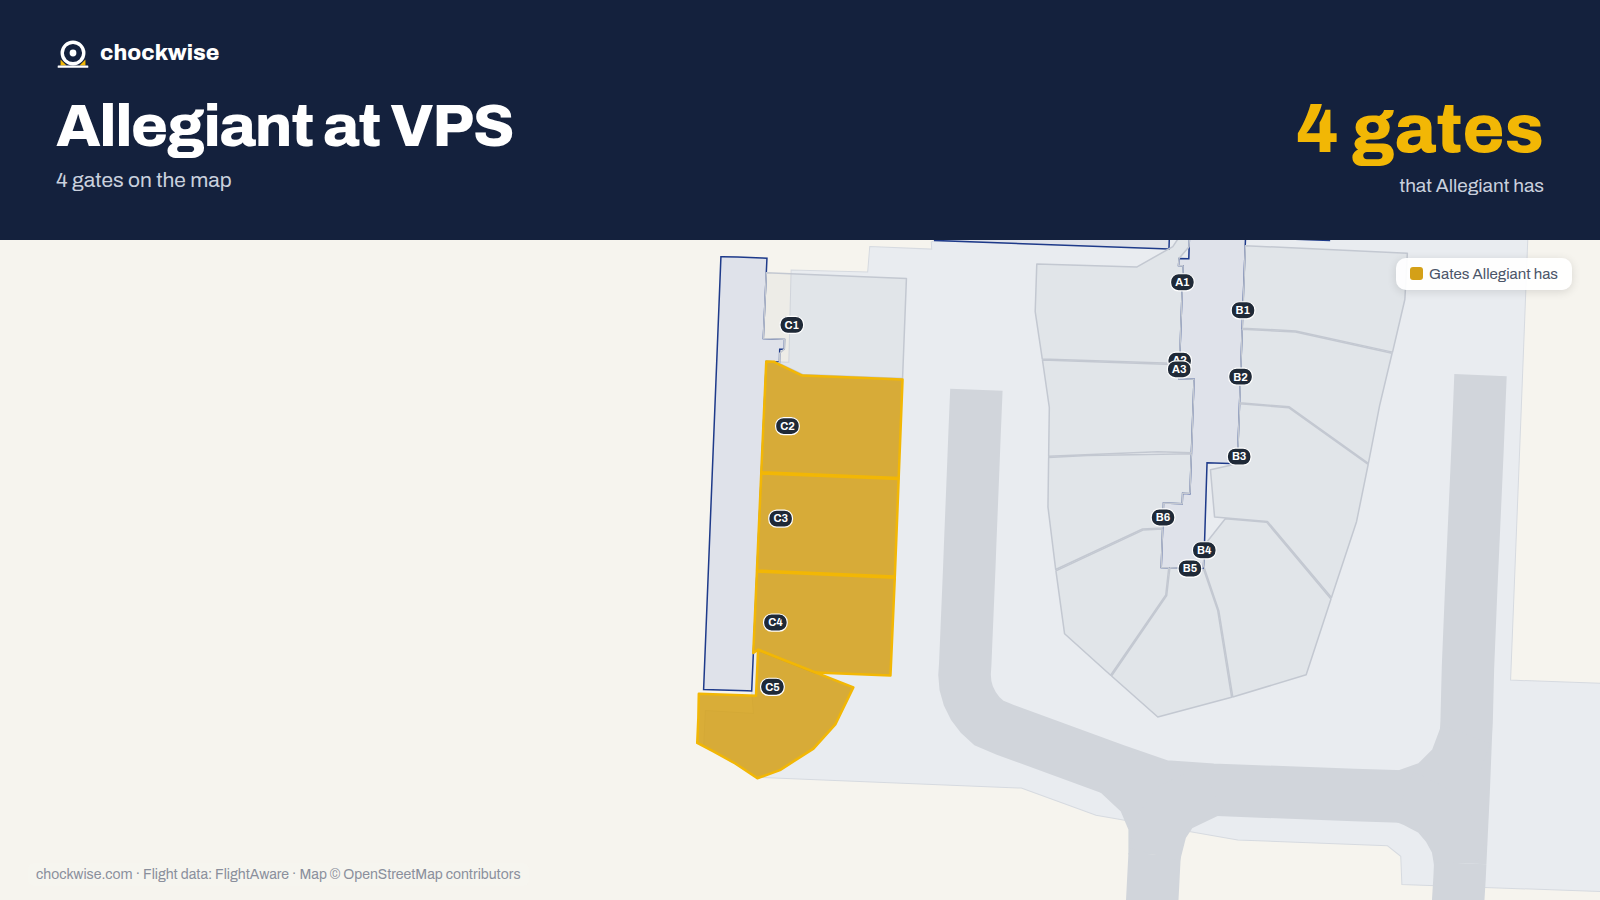 chockwise
Allegiant at VPS
4 gates on the map
4 gates
that Allegiant has
Gates Allegiant has
A1
B1
C1
A2
A3
B2
C2
B3
C3
B6
B4
B5
C4
C5
chockwise.com · Flight data: FlightAware · Map © OpenStreetMap contributors